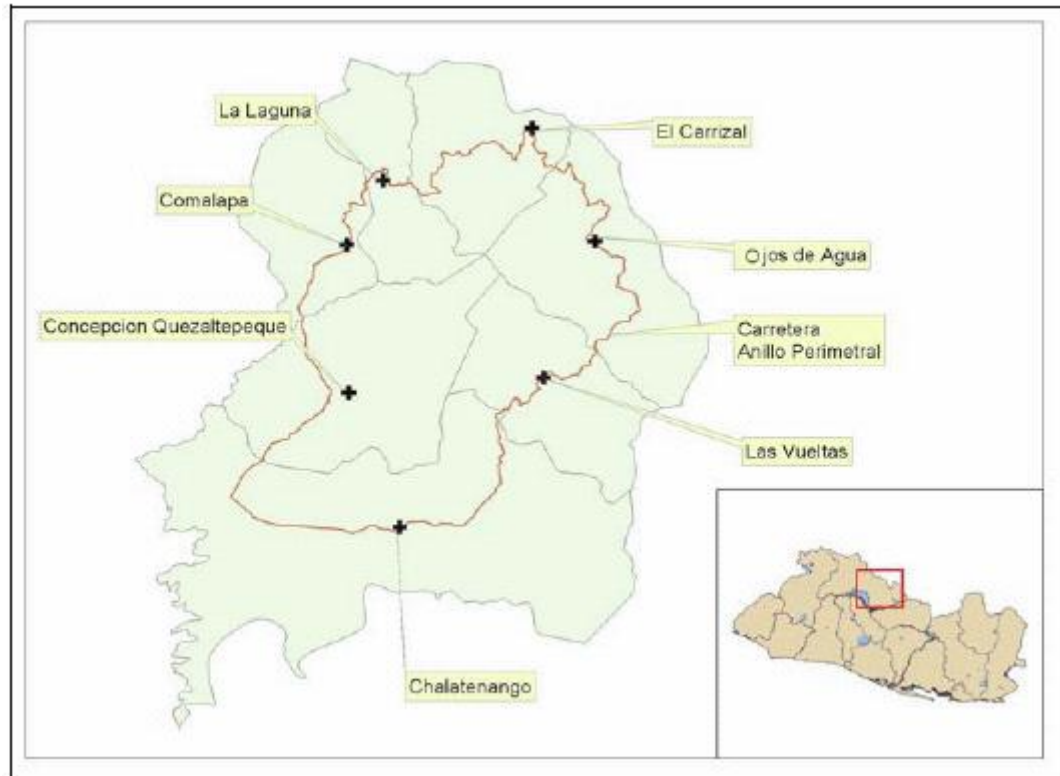 La Laguna
El Carrizal
Comalapa
Ojos de Agua
Concepcion Quezaltepeque
Carretera
Anillo Perimetral
Las Vueltas
Chalatenango